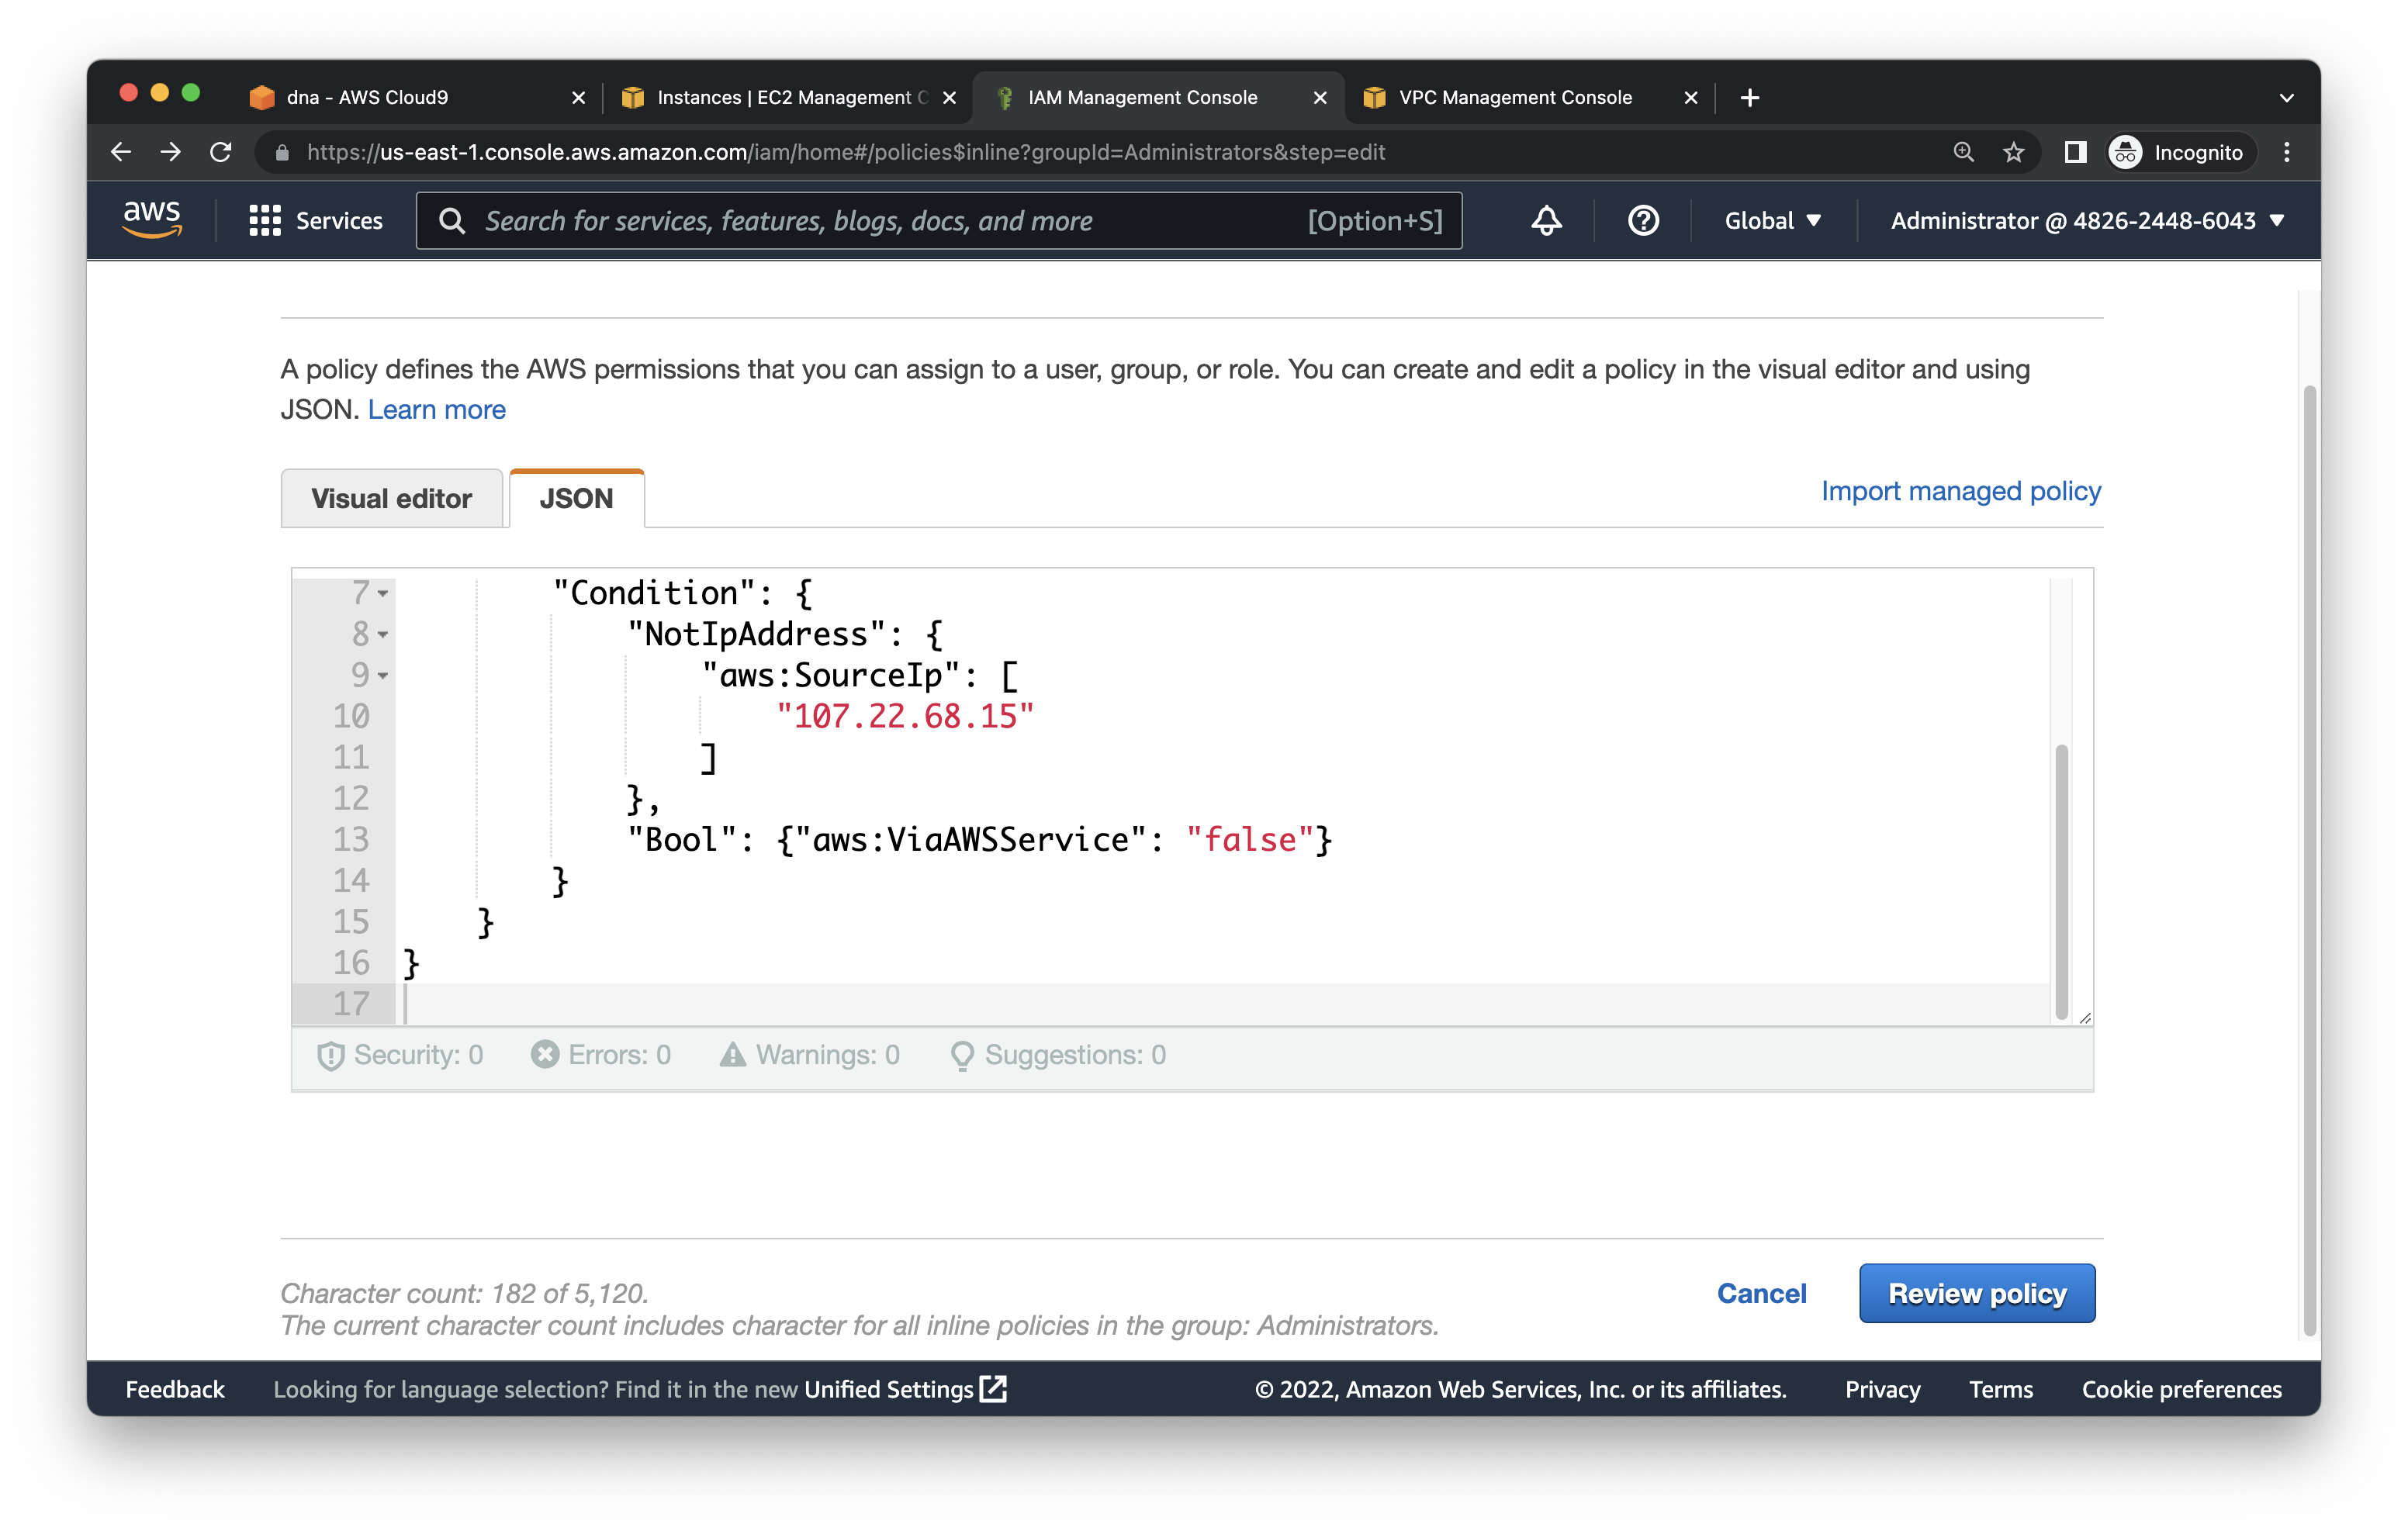 dna - AWS Cloud9
Instances | EC2 Management C
IAM Management Console
VPC Management Console
https://us-east-1.console.aws.amazon.com/iam/home#/policies$inline?groupId=Administrators&step=edit
Incognito
aws
Services
Search for services, features, blogs, docs, and more
[Option+S]
Global
Administrator @ 4826-2448-6043
A policy defines the AWS permissions that you can assign to a user, group, or role. You can create and edit a policy in the visual editor and using
JSON. Learn more
Visual editor
JSON
Import managed policy
7 "Condition": {
8 "NotIpAddress": {
9 "aws:SourceIp": [
10 "107.22.68.15"
11 ]
12 },
13 "Bool": {"aws:ViaAWSService": "false"}
14 }
15 }
16 }
17
Security: 0
Errors: 0
Warnings: 0
Suggestions: 0
Character count: 182 of 5,120.
The current character count includes character for all inline policies in the group: Administrators.
Cancel
Review policy
Feedback
Looking for language selection? Find it in the new Unified Settings
© 2022, Amazon Web Services, Inc. or its affiliates.
Privacy
Terms
Cookie preferences